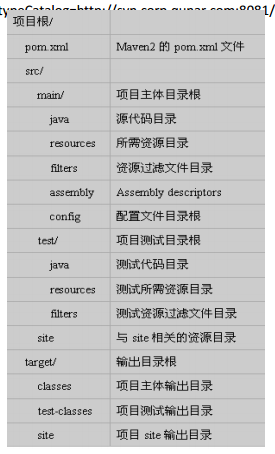 typeCatalog=http://svn.corp.qunar.com:8081/
项目根/
pom.xml Maven2 的 pom.xml 文件
src/
main/ 项目主体目录根
java 源代码目录
resources 所需资源目录
filters 资源过滤文件目录
assembly Assembly descriptors
config 配置文件目录根
test/ 项目测试目录根
java 测试代码目录
resources 测试所需资源目录
filters 测试资源过滤文件目录
site 与 site 相关的资源目录
target/ 输出目录根
classes 项目主体输出目录
test-classes 项目测试输出目录
site 项目 site 输出目录